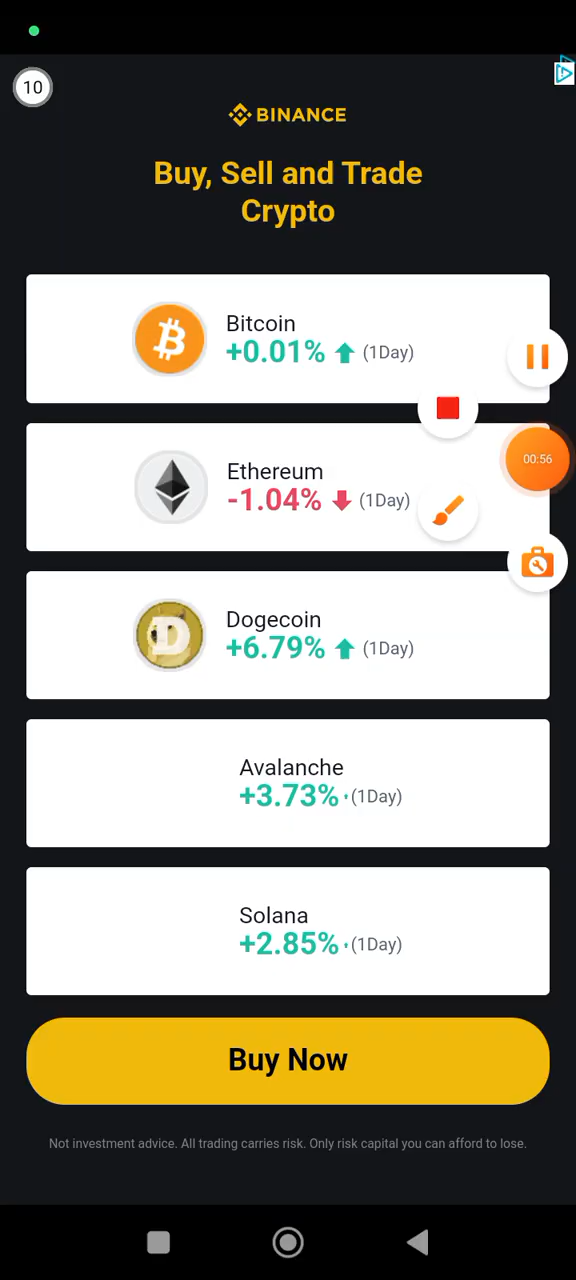 10
BINANCE
Buy, Sell and Trade
Crypto
Bitcoin
+0.01% (1Day)
Ethereum
-1.04% (1Day)
00:56
Dogecoin
+6.79% (1Day)
Avalanche
+3.73% (1Day)
Solana
+2.85% (1Day)
Buy Now
Not investment advice. All trading carries risk. Only risk capital you can afford to lose.